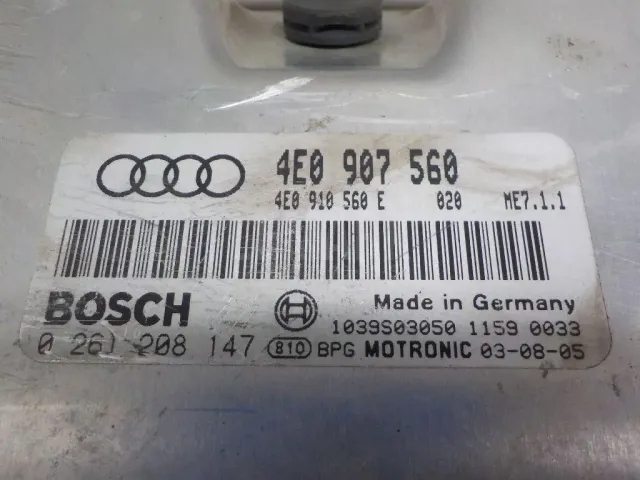 4E0 907 560
4E0 910 560 E 020 ME7.1.1
BOSCH
Made in Germany
1039S03050 1159 0033
0 261 208 147 810 BPG MOTRONIC 03-08-05